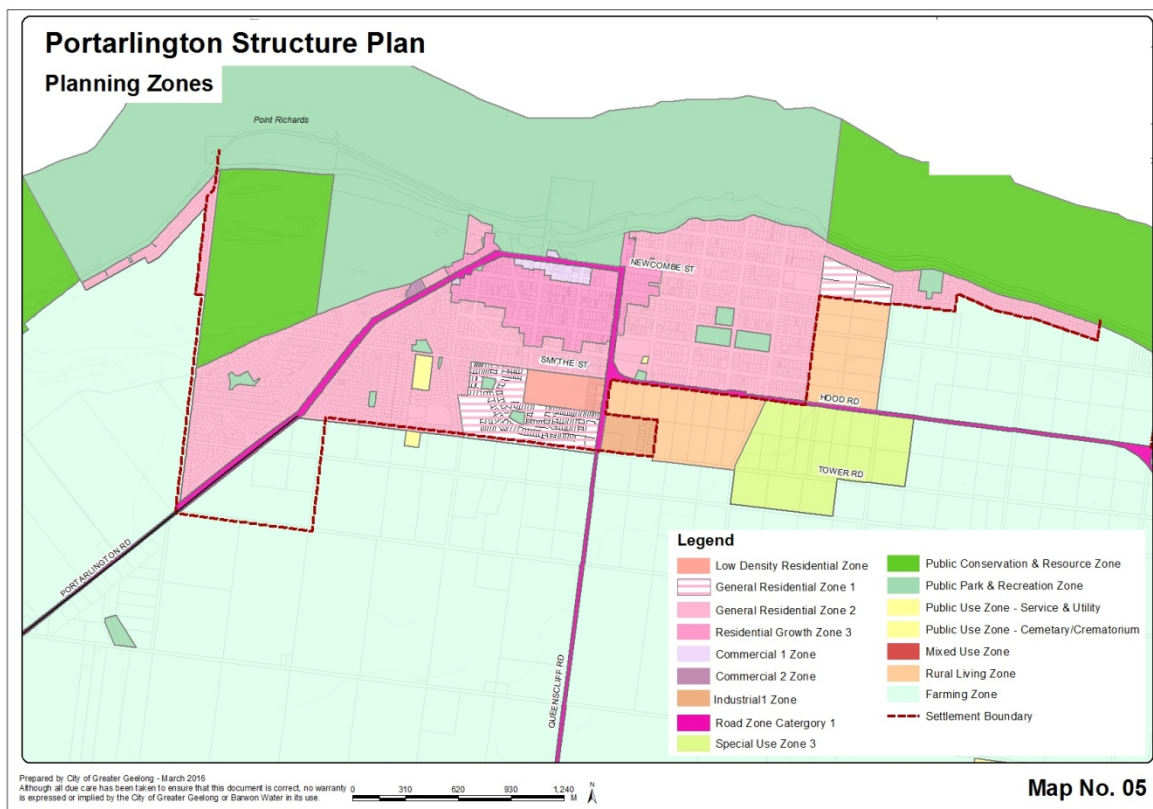 Portarlington Structure Plan
Planning Zones
Point Richards
NEWCOMBE ST
SMYTHE ST
HOOD RD
TOWER RD
PORTARLINGTON RD
QUEENSCLIFF RD
Legend
Low Density Residential Zone
General Residential Zone 1
General Residential Zone 2
Residential Growth Zone 3
Commercial 1 Zone
Commercial 2 Zone
Industrial1 Zone
Road Zone Catergory 1
Special Use Zone 3
Public Conservation & Resource Zone
Public Park & Recreation Zone
Public Use Zone - Service & Utility
Public Use Zone - Cemetary/Crematorium
Mixed Use Zone
Rural Living Zone
Farming Zone
Settlement Boundary
Prepared by City of Greater Geelong - March 2016
Although all due care has been taken to ensure that this document is correct, no warranty
is expressed or implied by the City of Greater Geelong or Barwon Water in its use.
0 310 620 930 1,240
M
N
Map No. 05